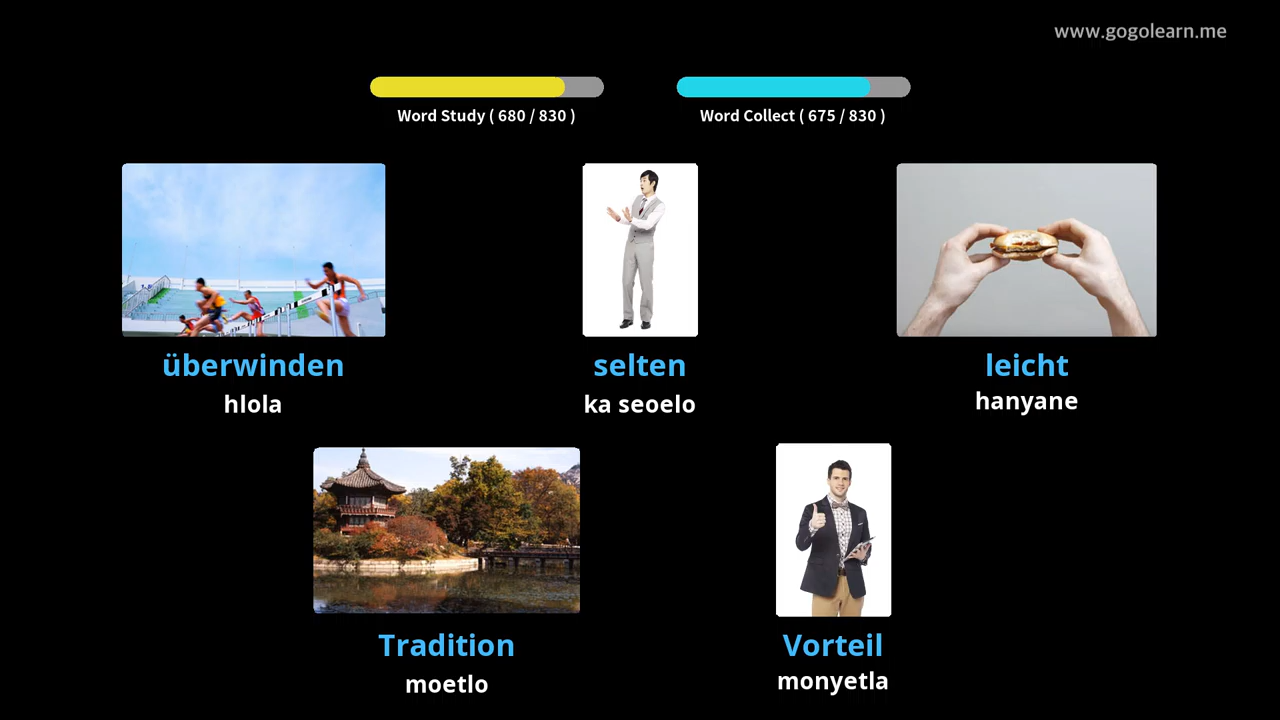 www.gogolearn.me
Word Study ( 680 / 830 )
Word Collect ( 675 / 830 )
überwinden
hlola
selten
ka seoelo
leicht
hanyane
Tradition
moetlo
Vorteil
monyetla